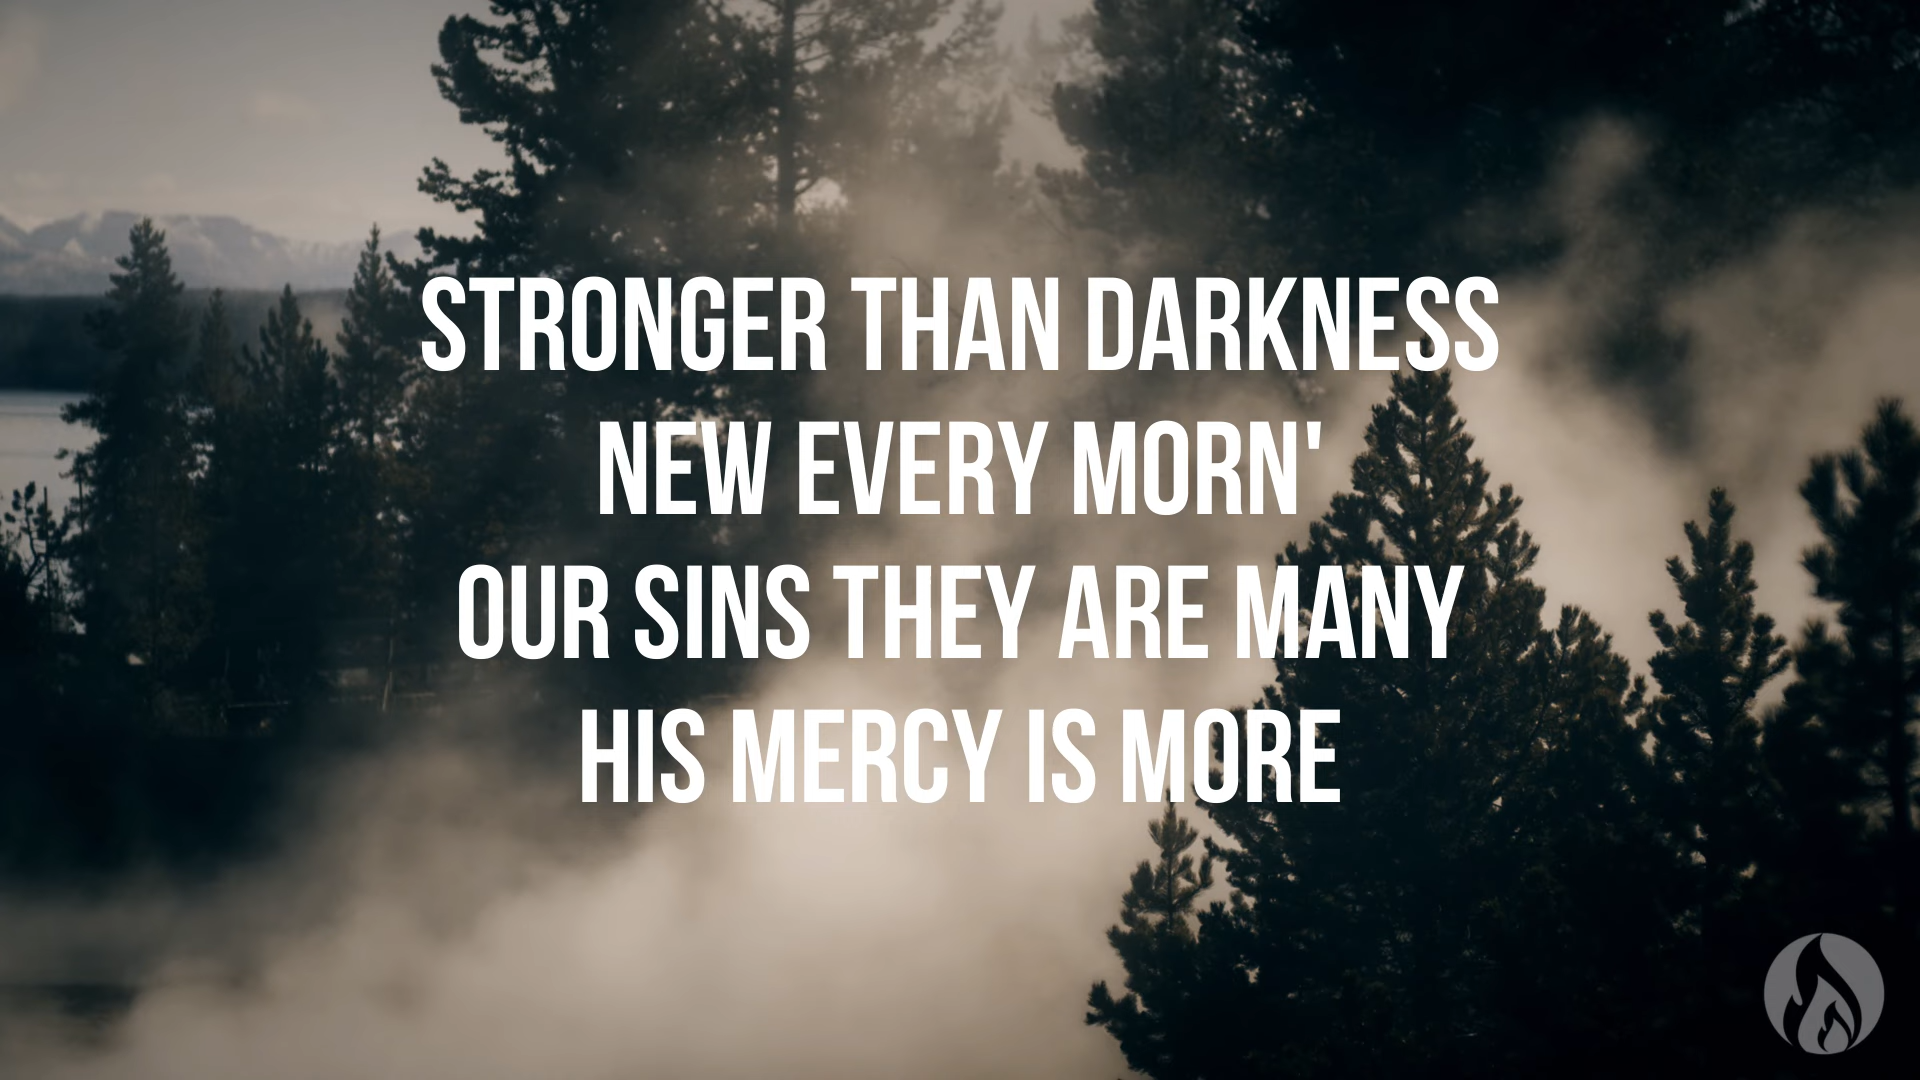 STRONGER THAN DARKNESS
NEW EVERY MORN'
OUR SINS THEY ARE MANY
HIS MERCY IS MORE